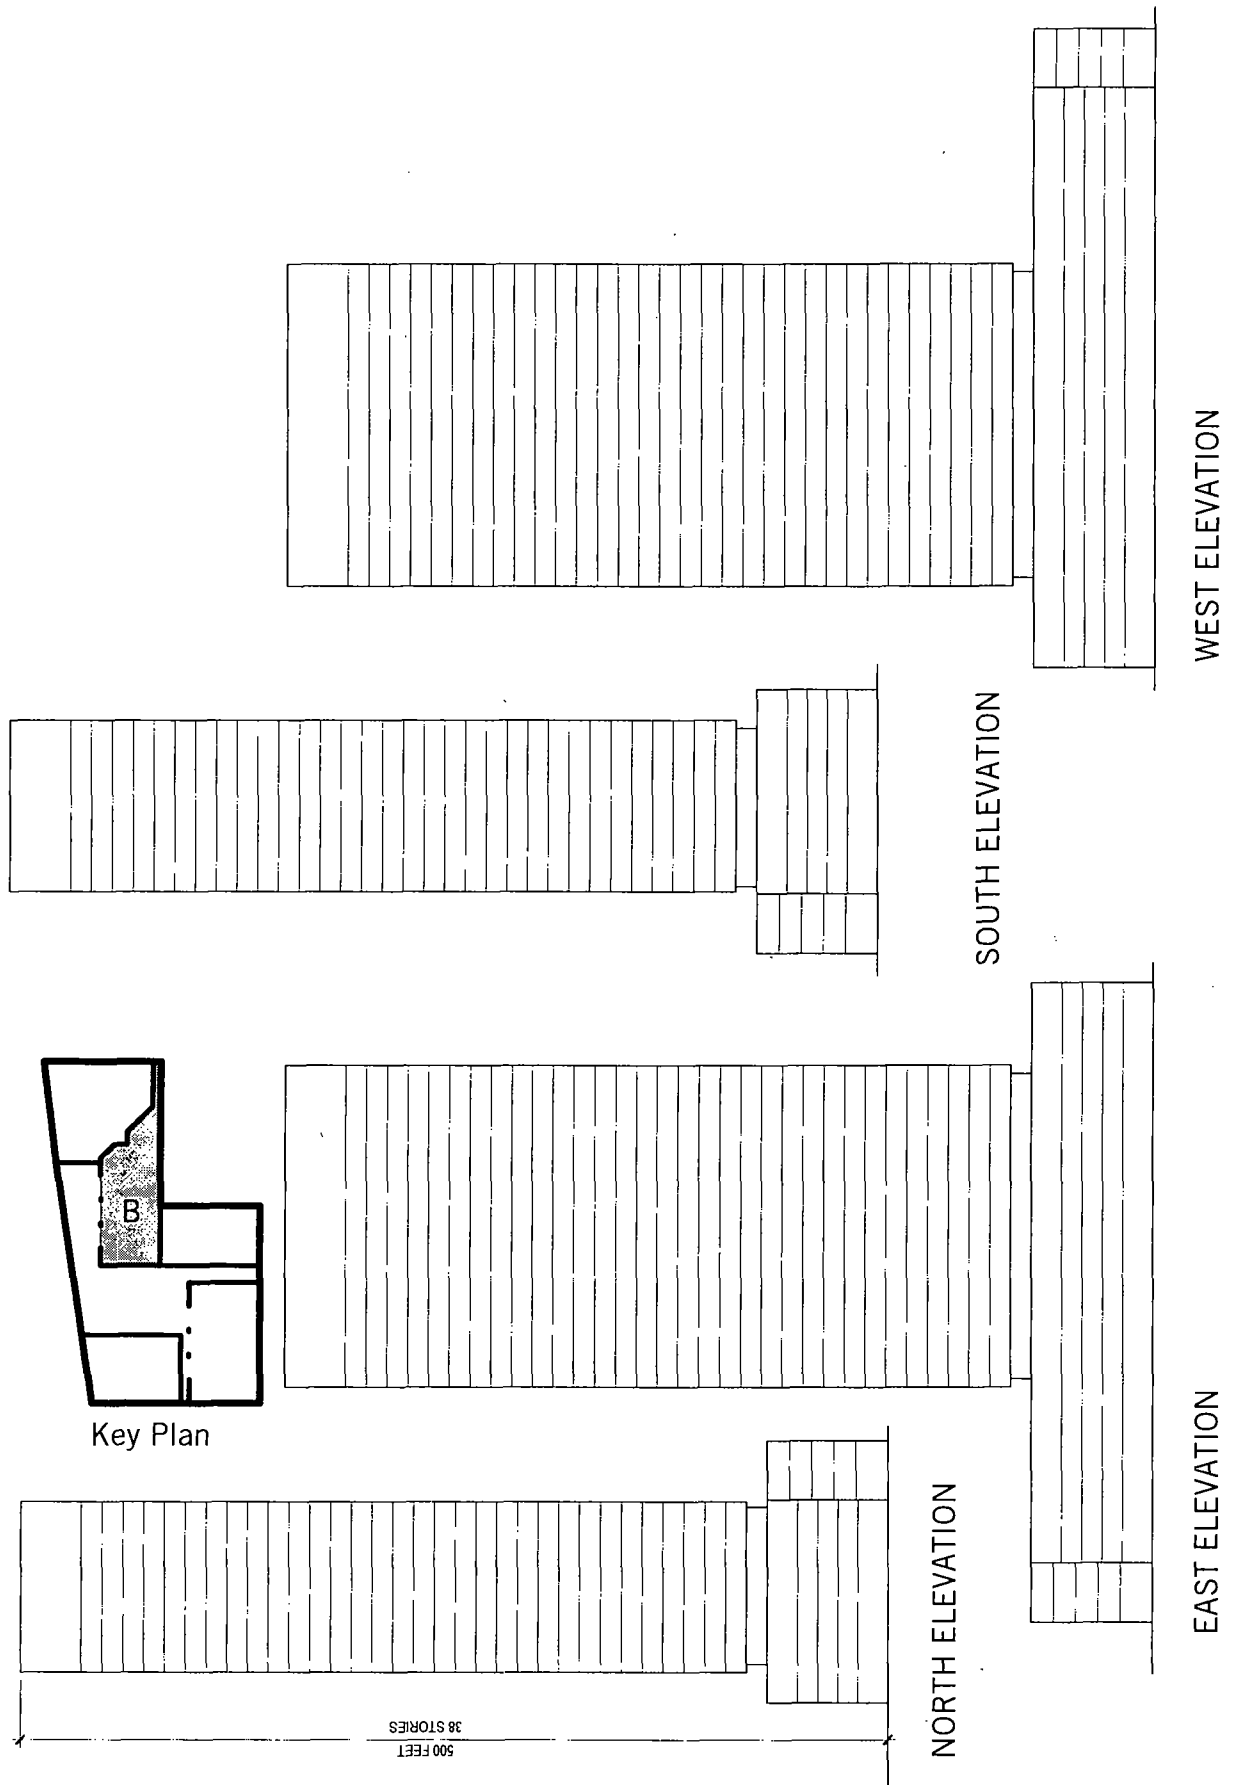 WEST ELEVATION
SOUTH ELEVATION
B
Key Plan
EAST ELEVATION
NORTH ELEVATION
500 FEET
38 STORIES